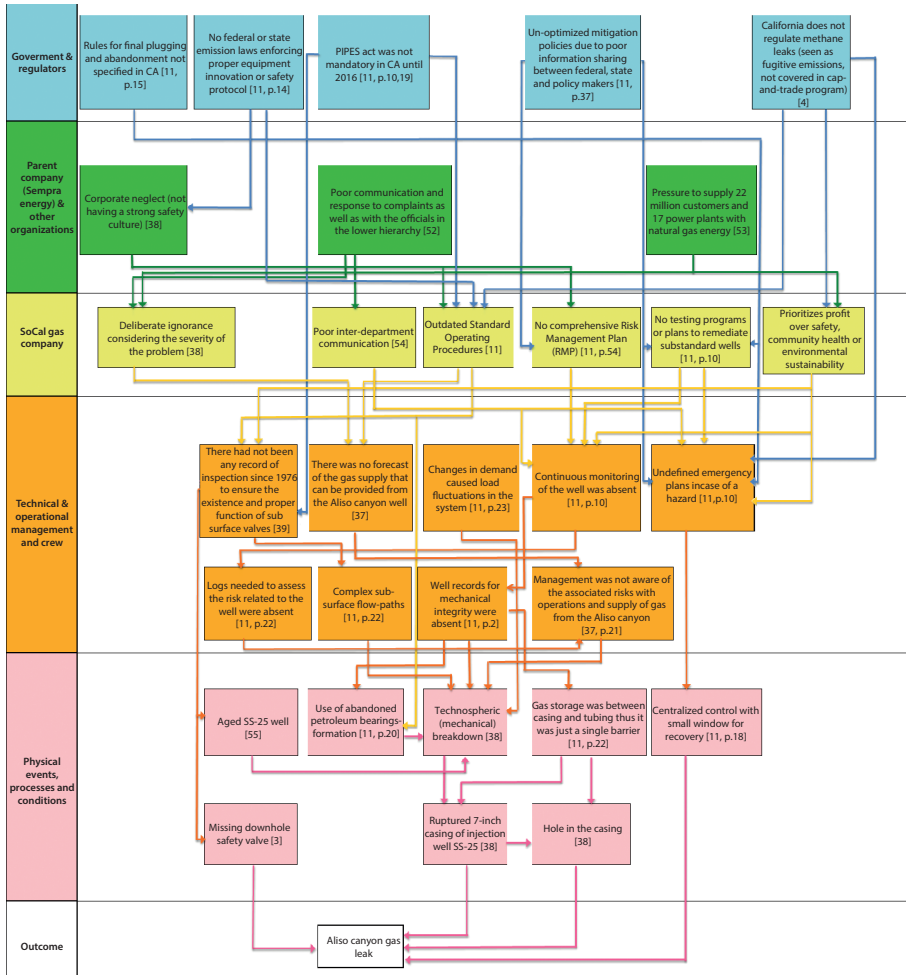 Goverment &
regulators
Rules for final plugging
and abandonment not
specified in CA [11,
p.15]
No federal or state
emission laws enforcing
proper equipment
innovation or safety
protocol [11, p.14]
PIPES act was not
mandatory in CA until
2016 [11, p.10,19]
Un-optimized mitigation
policies due to poor
information sharing
between federal, state
and policy makers [11,
p.37]
California does not
regulate methane
leaks (seen as
fugitive emissions,
not covered in cap-
and-trade program)
[4]
Parent
company
(Sempra
energy) &
other
organizations
Corporate neglect (not
having a strong safety
culture) [38]
Poor communication and
response to complaints as
well as with the officials in
the lower hierarchy [52]
Pressure to supply 22
million customers and
17 power plants with
natural gas energy [53]
SoCal gas
company
Deliberate ignorance
considering the severity of
the problem [38]
Poor inter-department
communication [54]
Outdated Standard
Operating
Procedures [11]
No comprehensive Risk
Management Plan
(RMP) [11, p.54]
No testing programs
or plans to remediate
substandard wells
[11, p.10]
Prioritizes profit
over safety,
community health or
environmental
sustainability
Technical &
operational
management
and crew
There had not been
any record of
inspection since 1976
to ensure the
existence and proper
function of sub
surface valves [39]
There was no forecast of
the gas supply that
can be provided from
the Aliso canyon well
[37]
Changes in demand
caused load
fluctuations in the
system [11, p.23]
Continuous monitoring
of the well was absent
[11, p.10]
Undefined emergency
plans incase of a
hazard [11,p.10]
Logs needed to assess
the risk related to the
well were absent
[11, p.22]
Complex sub-
surface flow-paths
[11, p.22]
Well records for
mechanical
integrity were
absent [11, p.2]
Management was not aware of
the associated risks with
operations and supply of gas
from the Aliso canyon
[37, p.21]
Physical
events,
processes and
conditions
Aged SS-25 well
[55]
Use of abandoned
petroleum bearings-
formation [11, p.20]
Technospheric
(mechanical)
breakdown [38]
Gas storage was between
casing and tubing thus it
was just a single barrier
[11, p.22]
Centralized control with
small window for
recovery [11, p.18]
Missing downhole
safety valve [3]
Ruptured 7-inch
casing of injection
well SS-25 [38]
Hole in the casing
[38]
Outcome
Aliso canyon gas
leak